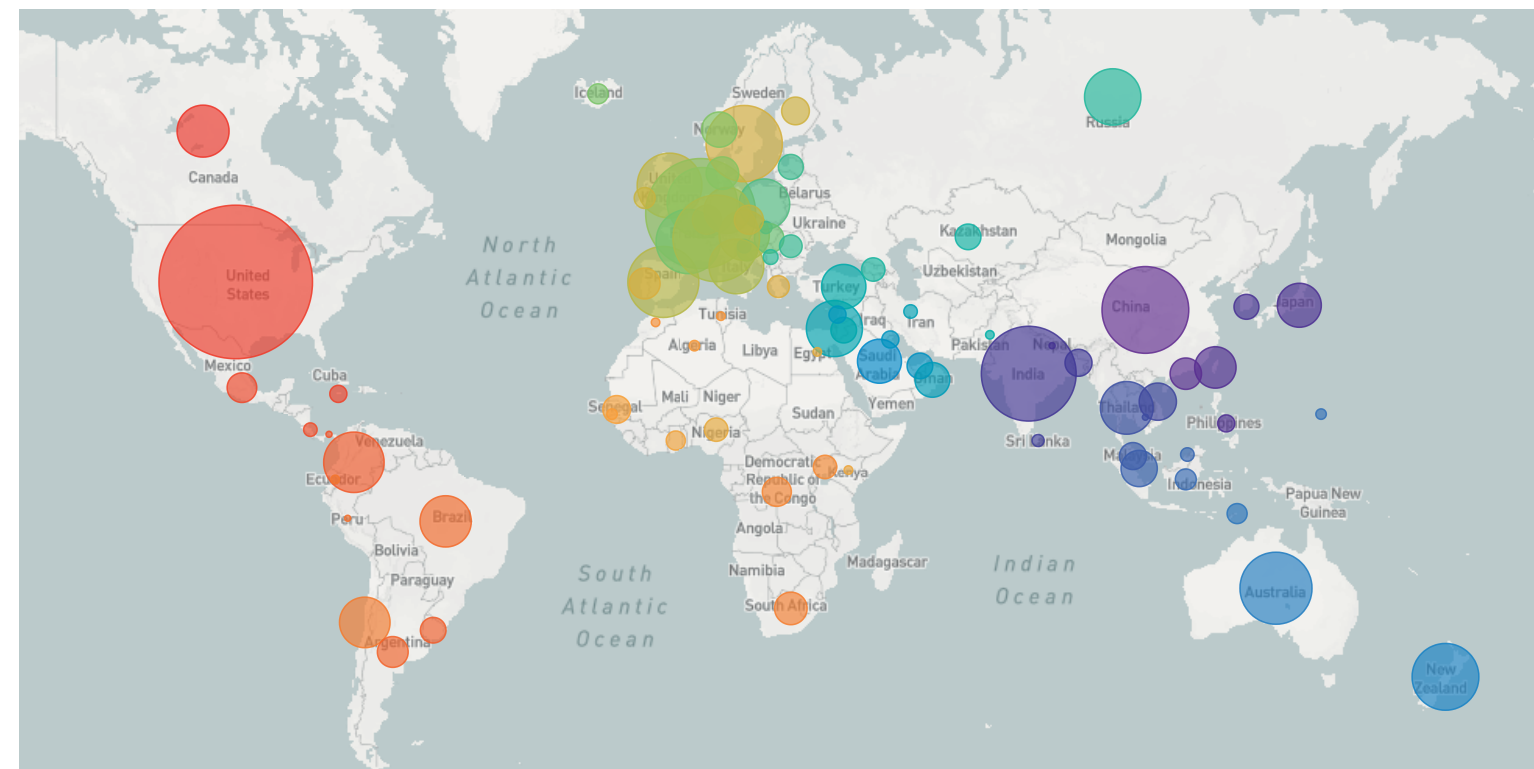 Iceland
Sweden
Norway
Russia
Canada
United
Kingdom
Belarus
Ukraine
Kazakhstan
Mongolia
North
Atlantic
Ocean
United
States
Spain
Italy
Uzbekistan
Turkey
China
Japan
Tunisia
Iraq
Iran
Algeria
Libya
Egypt
Pakistan
Nepal
Mexico
Cuba
Saudi
Arabia
India
Oman
Mali
Niger
Senegal
Sudan
Yemen
Thailand
Philippines
Nigeria
Venezuela
Sri Lanka
Malaysia
Ecuador
Democratic
Republic of
the Congo
Kenya
Indonesia
Papua New
Guinea
Peru
Brazil
Angola
Bolivia
Namibia
Madagascar
Indian
Ocean
South
Atlantic
Ocean
Paraguay
Australia
South Africa
Argentina
New
Zealand